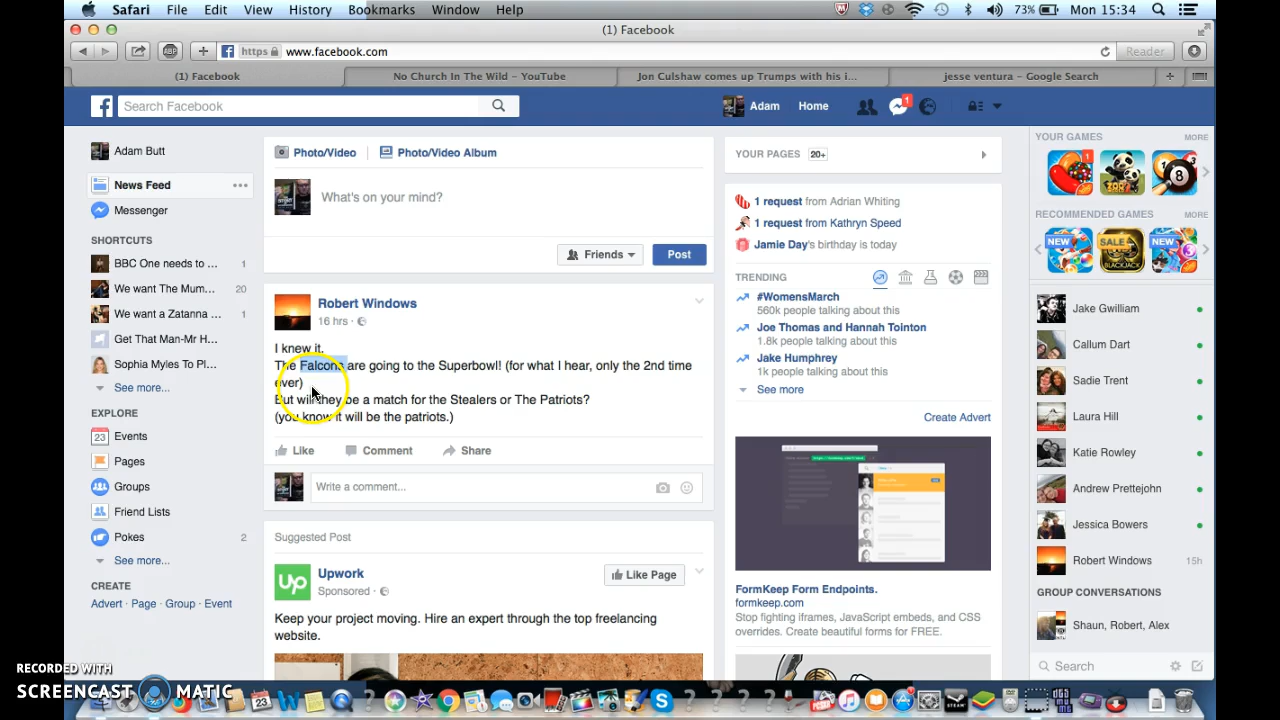 Safari File Edit View History Bookmarks Window Help 73% Mon 15:34
(1) Facebook
ABP https www.facebook.com Reader
(1) Facebook No Church In The Wild – YouTube Jon Culshaw comes up Trumps with his i... jesse ventura – Google Search
Search Facebook Adam Home 1
Adam Butt
News Feed
Messenger
SHORTCUTS
BBC One needs to ... 1
We want The Mum... 20
We want a Zatanna ... 1
Get That Man-Mr H...
Sophia Myles To Pl...
See more...
EXPLORE
23 Events
Pages
Groups
Friend Lists
Pokes 2
See more...
CREATE
Advert · Page · Group · Event
Photo/Video Photo/Video Album
What's on your mind?
Friends Post
Robert Windows
16 hrs ·
I knew it.
The Falcons are going to the Superbowl! (for what I hear, only the 2nd time
ever)
But will they be a match for the Stealers or The Patriots?
(you know it will be the patriots.)
Like Comment Share
Write a comment...
Suggested Post
Up Upwork
Sponsored ·
Like Page
Keep your project moving. Hire an expert through the top freelancing
website.
YOUR PAGES 20+
1 request from Adrian Whiting
1 request from Kathryn Speed
Jamie Day's birthday is today
TRENDING
#WomensMarch
560k people talking about this
Joe Thomas and Hannah Tointon
1.8k people talking about this
Jake Humphrey
1k people talking about this
See more
Create Advert
FormKeep Form Endpoints.
formkeep.com
Stop fighting iframes, JavaScript embeds, and CSS
overrides. Create beautiful forms for FREE.
YOUR GAMES MORE
1 8
RECOMMENDED GAMES MORE
NEW SALE BLACKJACK NEW
Jake Gwilliam
Callum Dart
Sadie Trent
Laura Hill
Katie Rowley
Andrew Prettejohn
Jessica Bowers
Robert Windows 15h
GROUP CONVERSATIONS
Shaun, Robert, Alex
Search
RECORDED WITH
SCREENCAST MATIC